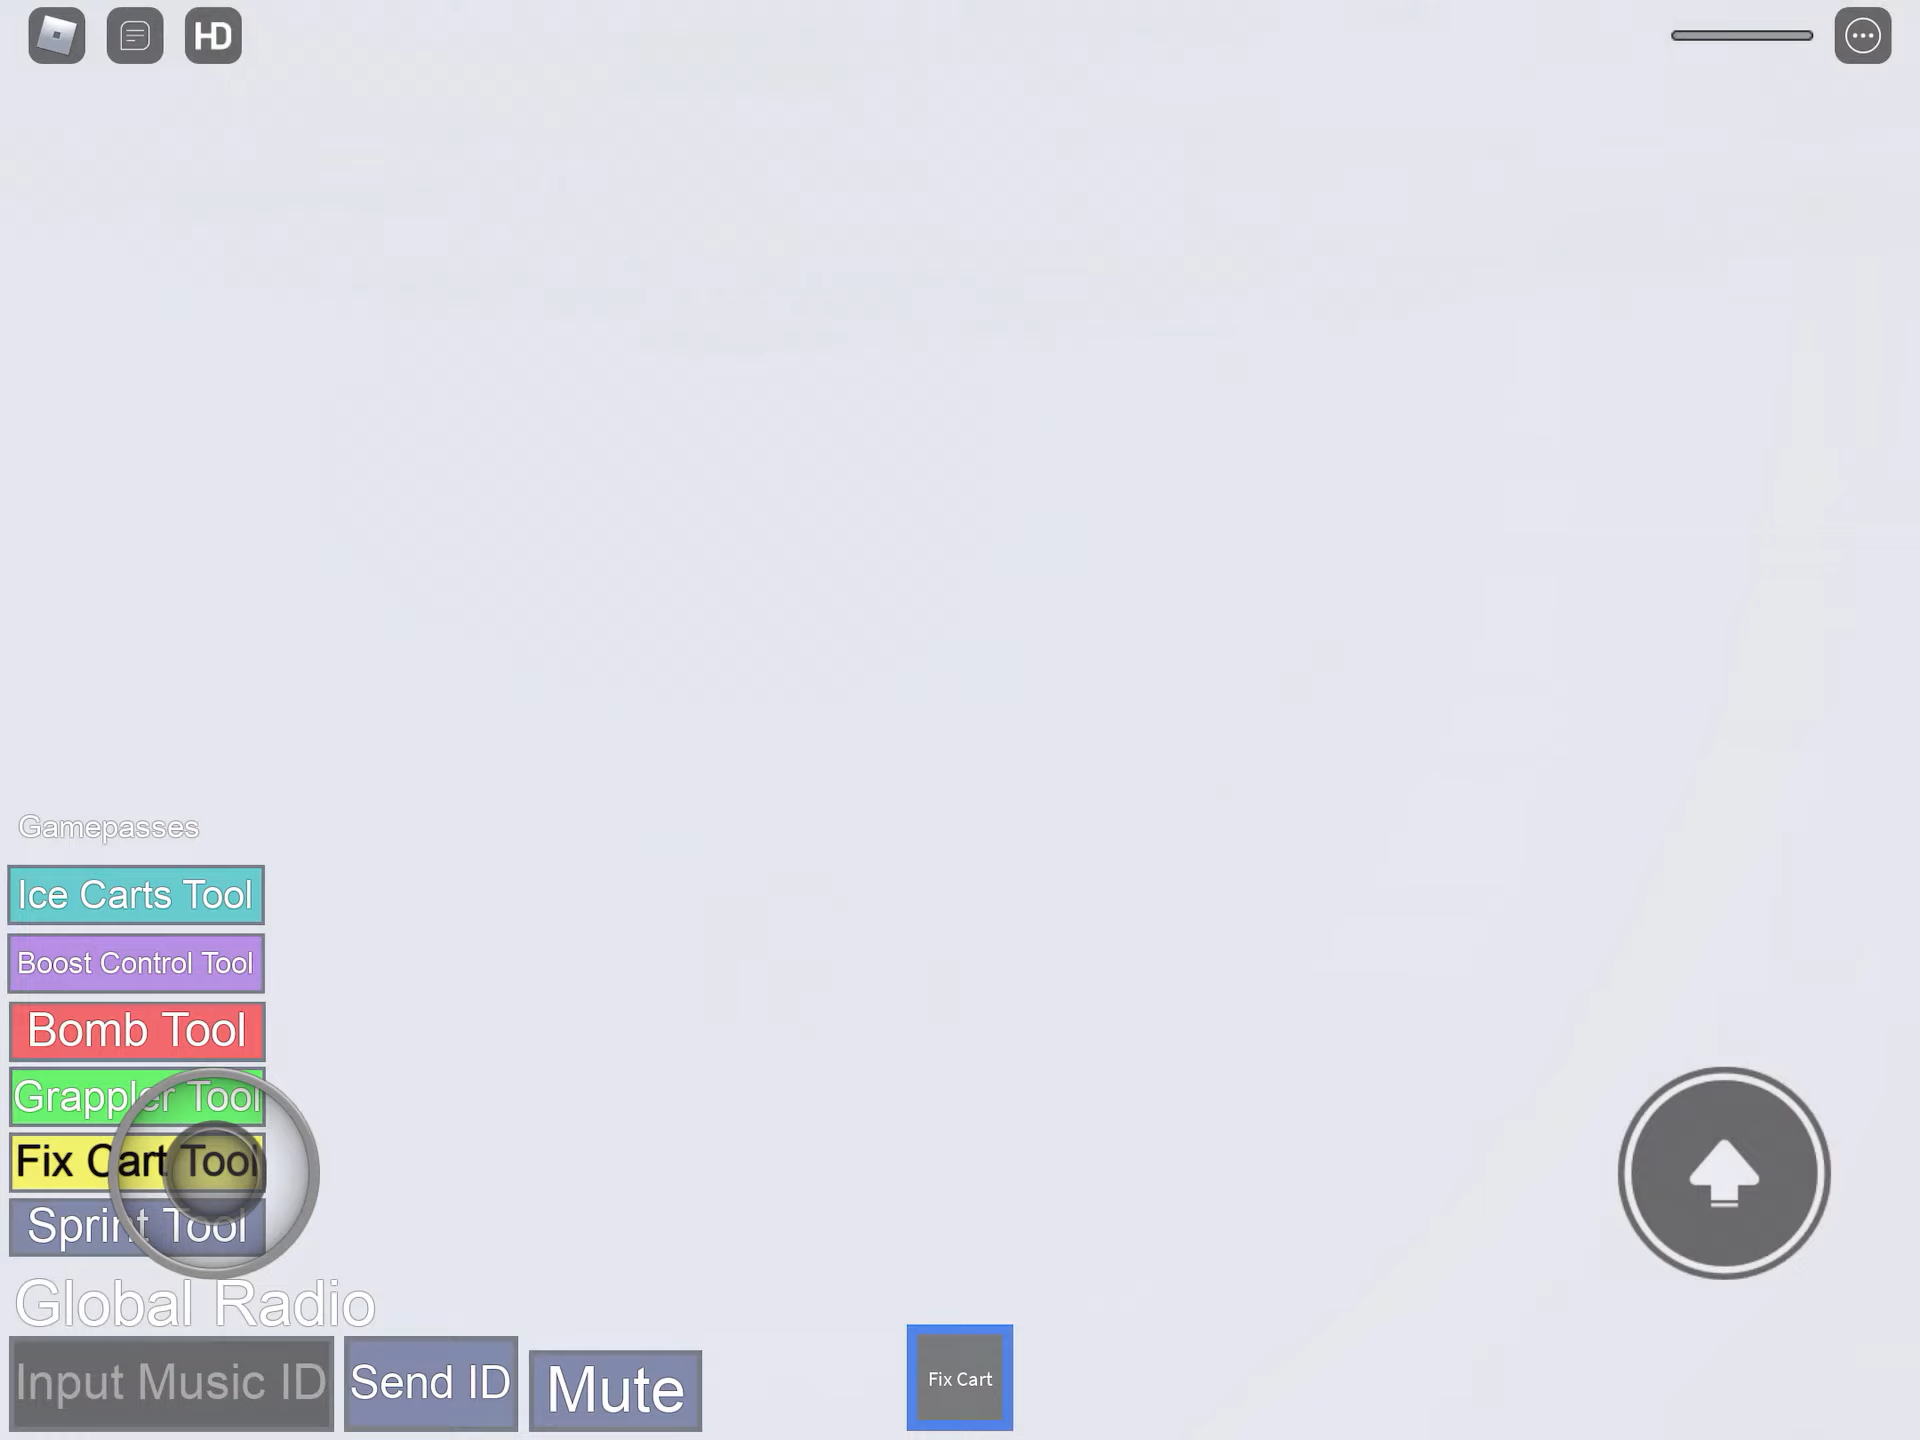 HD
Gamepasses
Ice Carts Tool
Boost Control Tool
Bomb Tool
Grappler Tool
Fix Cart Tool
Sprint Tool
Global Radio
Input Music ID
Send ID
Mute
Fix Cart